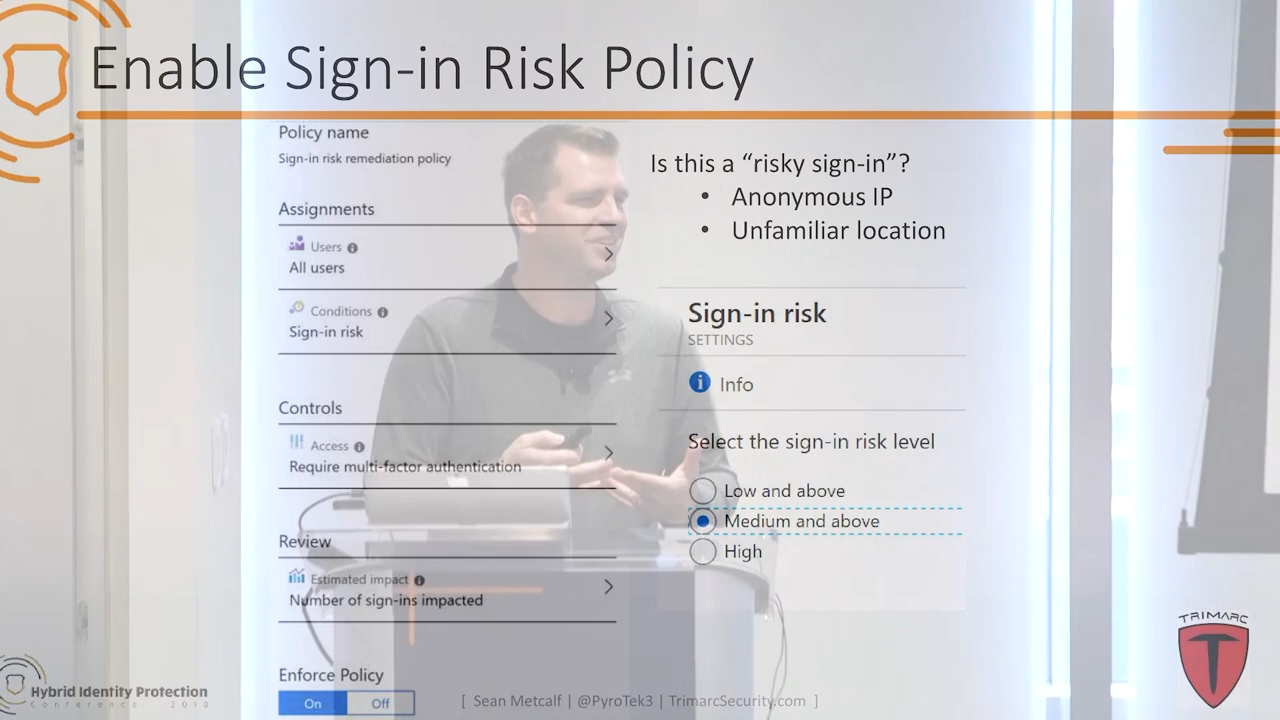 Enable Sign-in Risk Policy
Policy name
Sign-in risk remediation policy
Assignments
Users
All users
Conditions
Sign-in risk
Controls
Access
Require multi-factor authentication
Review
Estimated impact
Number of sign-ins impacted
Enforce Policy
On Off
Is this a “risky sign-in”?
• Anonymous IP
• Unfamiliar location
Sign-in risk
SETTINGS
Info
Select the sign-in risk level
Low and above
Medium and above
High
Hybrid Identity Protection
Conference 2019
[ Sean Metcalf | @PyroTek3 | TrimarcSecurity.com ]
TRIMARC